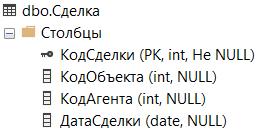 dbo.Сделка
Столбцы
КодСделки (PK, int, Не NULL)
КодОбъекта (int, NULL)
КодАгента (int, NULL)
ДатаСделки (date, NULL)